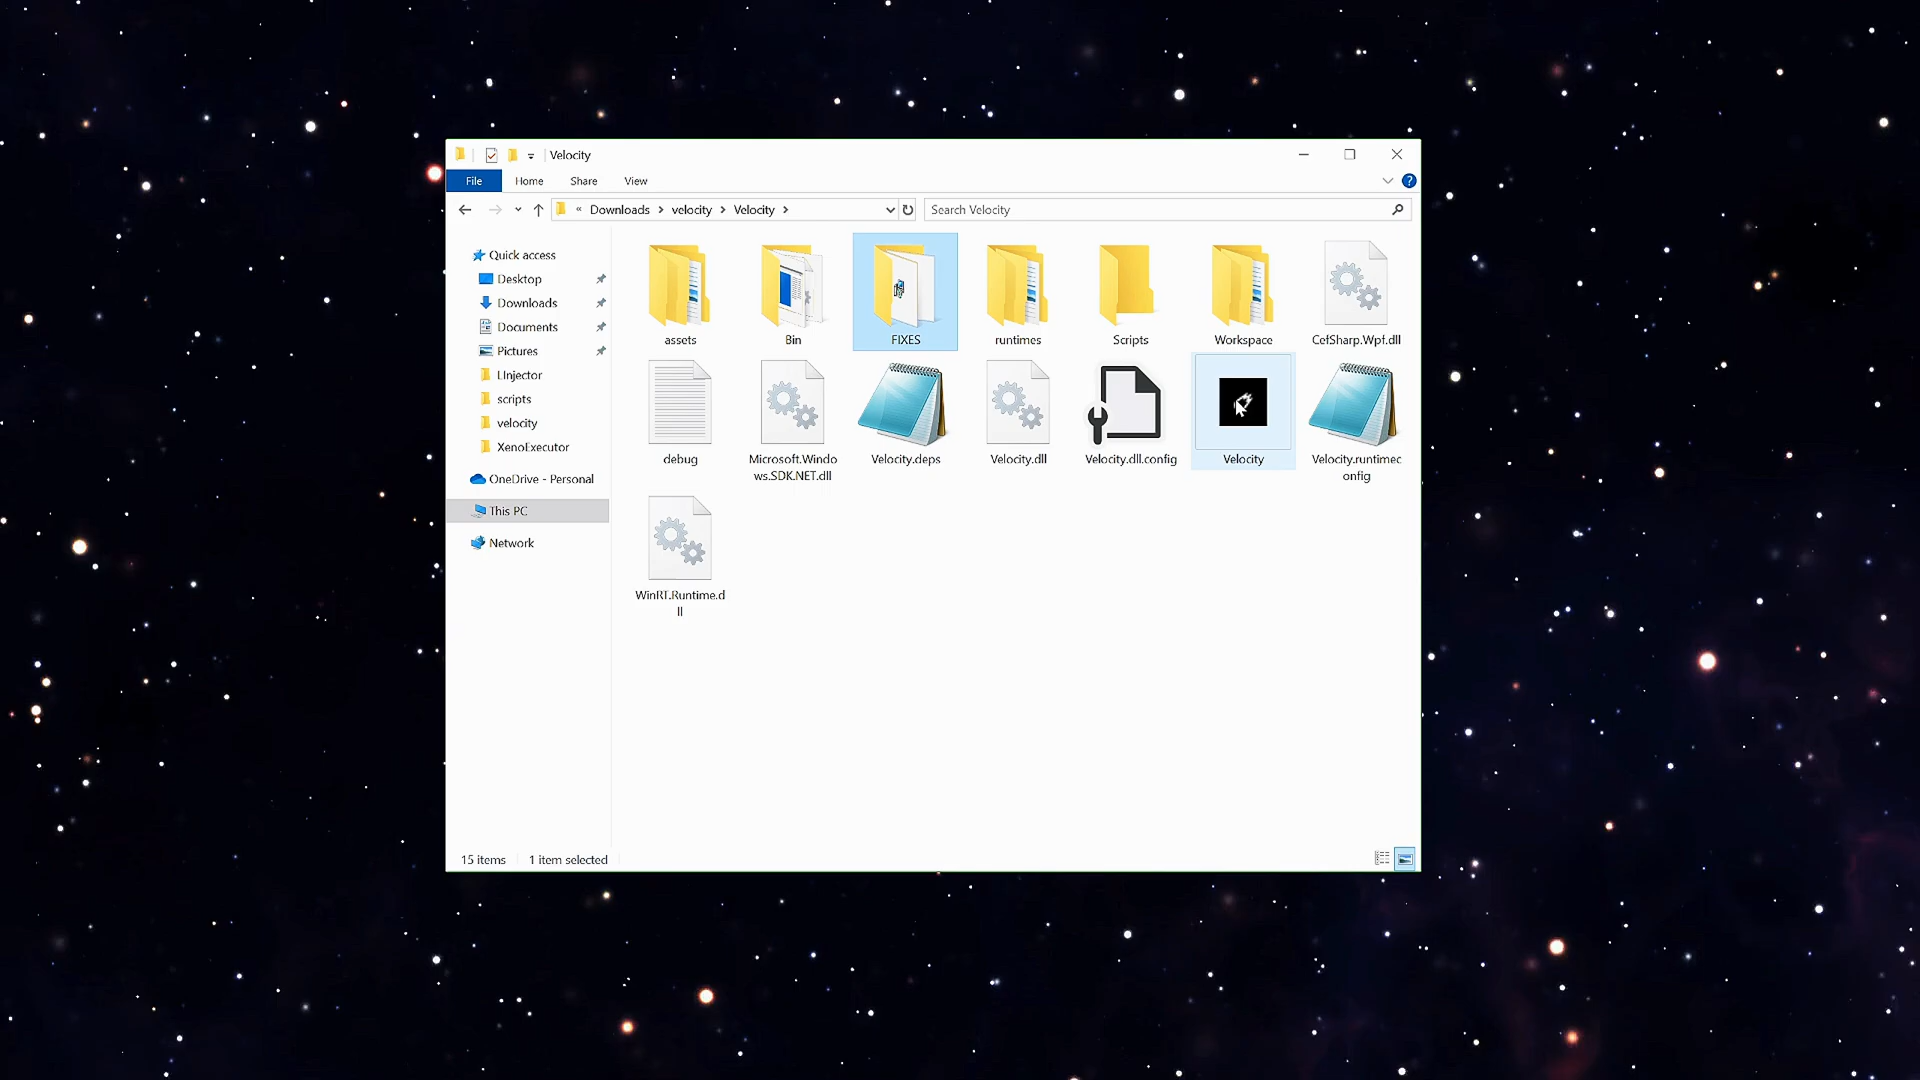 Velocity
File Home Share View
« Downloads velocity Velocity
Search Velocity
Quick access
Desktop
Downloads
Documents
Pictures
LInjector
scripts
velocity
XenoExecutor
OneDrive - Personal
This PC
Network
assets
Bin
FIXES
runtimes
Scripts
Workspace
CefSharp.Wpf.dll
debug
Microsoft.Windo
ws.SDK.NET.dll
Velocity.deps
Velocity.dll
Velocity.dll.config
Velocity
Velocity.runtimec
onfig
WinRT.Runtime.d
ll
15 items 1 item selected